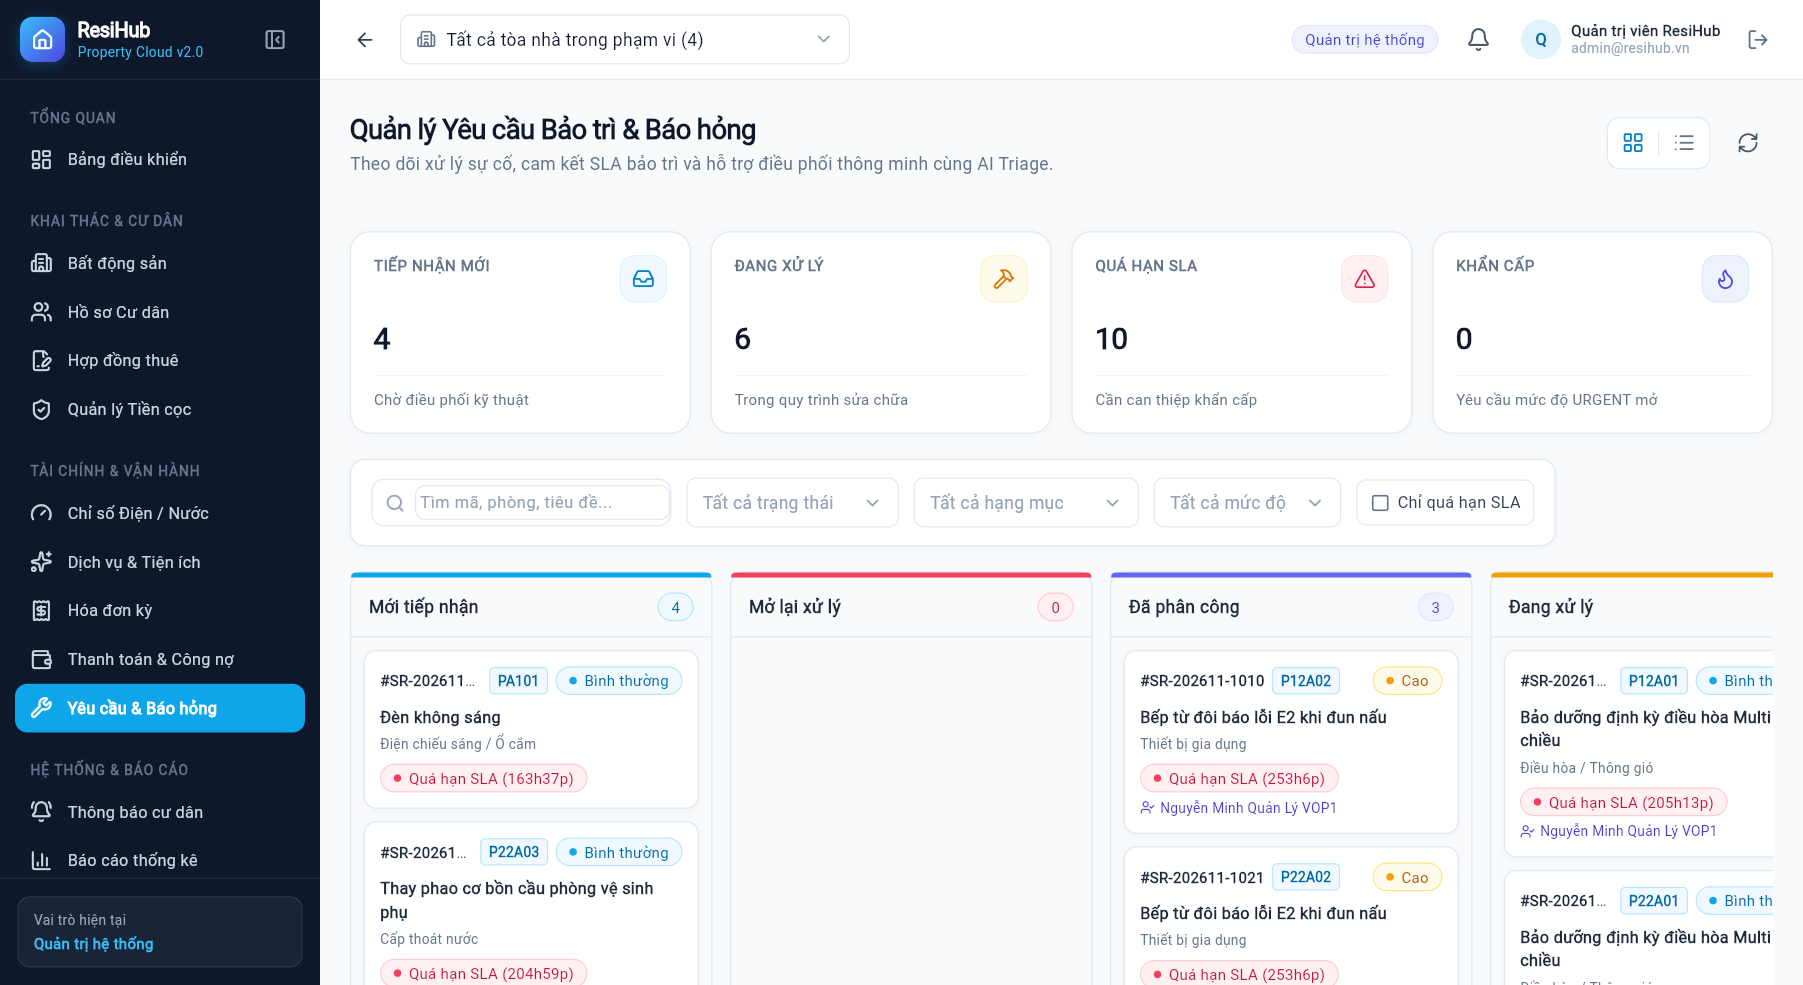 ResiHub
Property Cloud v2.0
TỔNG QUAN
Bảng điều khiển
KHAI THÁC & CƯ DÂN
Bất động sản
Hồ sơ Cư dân
Hợp đồng thuê
Quản lý Tiền cọc
TÀI CHÍNH & VẬN HÀNH
Chỉ số Điện / Nước
Dịch vụ & Tiện ích
Hóa đơn kỳ
Thanh toán & Công nợ
Yêu cầu & Báo hỏng
HỆ THỐNG & BÁO CÁO
Thông báo cư dân
Báo cáo thống kê
Vai trò hiện tại
Quản trị hệ thống
Tất cả tòa nhà trong phạm vi (4)
Quản trị hệ thống
Q
Quản trị viên ResiHub
admin@resihub.vn
Quản lý Yêu cầu Bảo trì & Báo hỏng
Theo dõi xử lý sự cố, cam kết SLA bảo trì và hỗ trợ điều phối thông minh cùng AI Triage.
TIẾP NHẬN MỚI
4
Chờ điều phối kỹ thuật
ĐANG XỬ LÝ
6
Trong quy trình sửa chữa
QUÁ HẠN SLA
10
Cần can thiệp khẩn cấp
KHẨN CẤP
0
Yêu cầu mức độ URGENT mở
Tìm mã, phòng, tiêu đề...
Tất cả trạng thái
Tất cả hạng mục
Tất cả mức độ
Chỉ quá hạn SLA
Mới tiếp nhận 4
#SR-202611... PA101 Bình thường
Đèn không sáng
Điện chiếu sáng / Ổ cắm
Quá hạn SLA (163h37p)
#SR-20261... P22A03 Bình thường
Thay phao cơ bồn cầu phòng vệ sinh
phụ
Cấp thoát nước
Quá hạn SLA (204h59p)
Mở lại xử lý 0
Đã phân công 3
#SR-202611-1010 P12A02 Cao
Bếp từ đôi báo lỗi E2 khi đun nấu
Thiết bị gia dụng
Quá hạn SLA (253h6p)
Nguyễn Minh Quản Lý VOP1
#SR-202611-1021 P22A02 Cao
Bếp từ đôi báo lỗi E2 khi đun nấu
Thiết bị gia dụng
Quá hạn SLA (253h6p)
Đang xử lý
#SR-20261... P12A01 Bình th
Bảo dưỡng định kỳ điều hòa Multi
chiều
Điều hòa / Thông gió
Quá hạn SLA (205h13p)
Nguyễn Minh Quản Lý VOP1
#SR-20261... P22A01 Bình th
Bảo dưỡng định kỳ điều hòa Multi
chiều